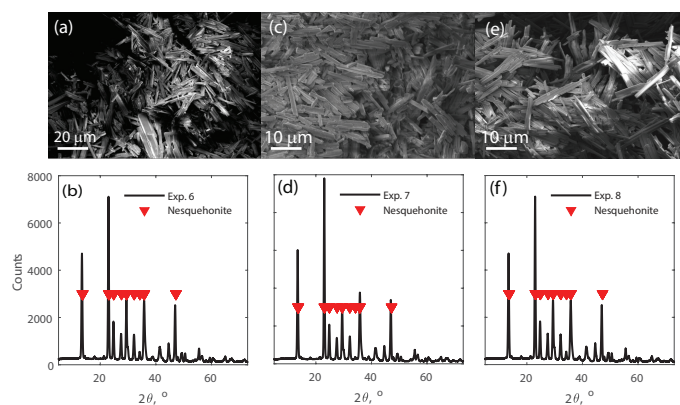 (a)
20 μm
(c)
10 μm
(e)
10 μm
(b)
Exp. 6
Nesquehonite
8000
6000
4000
2000
0
Counts
20 40 60
2θ, °
(d)
Exp. 7
Nesquehonite
20 40 60
2θ, °
(f)
Exp. 8
Nesquehonite
20 40 60
2θ, °